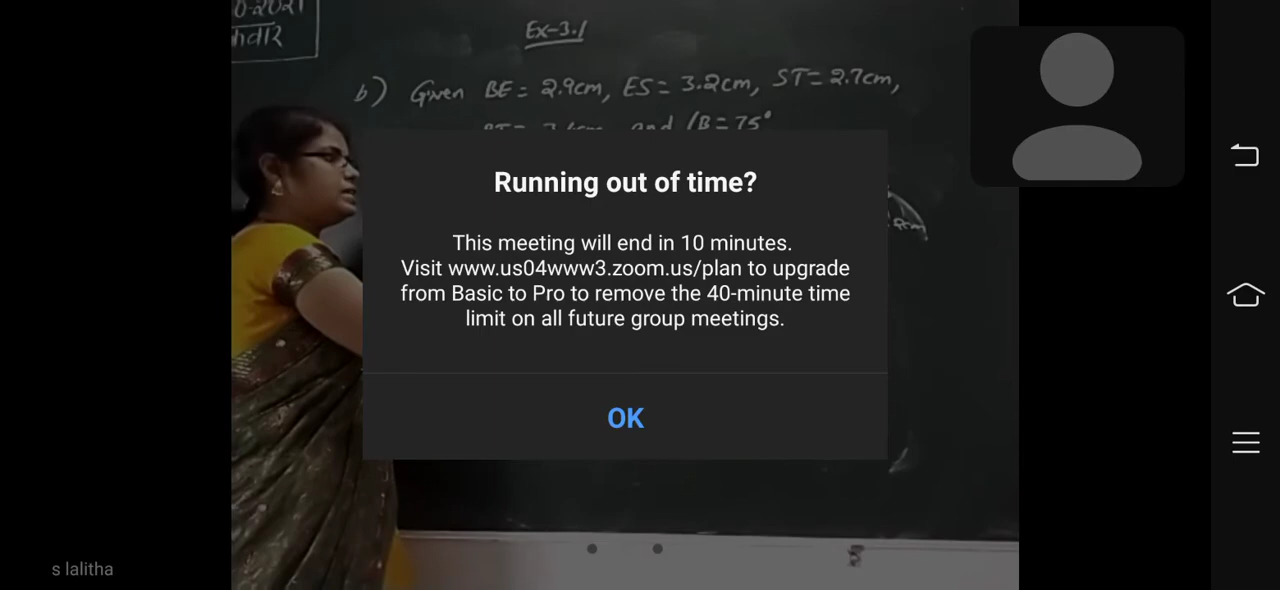 Ex-3.1
b) Given BE = 2.9cm, ES = 3.2cm, ST = 2.7cm,
and ∠B = 75°
Running out of time?
This meeting will end in 10 minutes.
Visit www.us04www3.zoom.us/plan to upgrade
from Basic to Pro to remove the 40-minute time
limit on all future group meetings.
OK
s lalitha